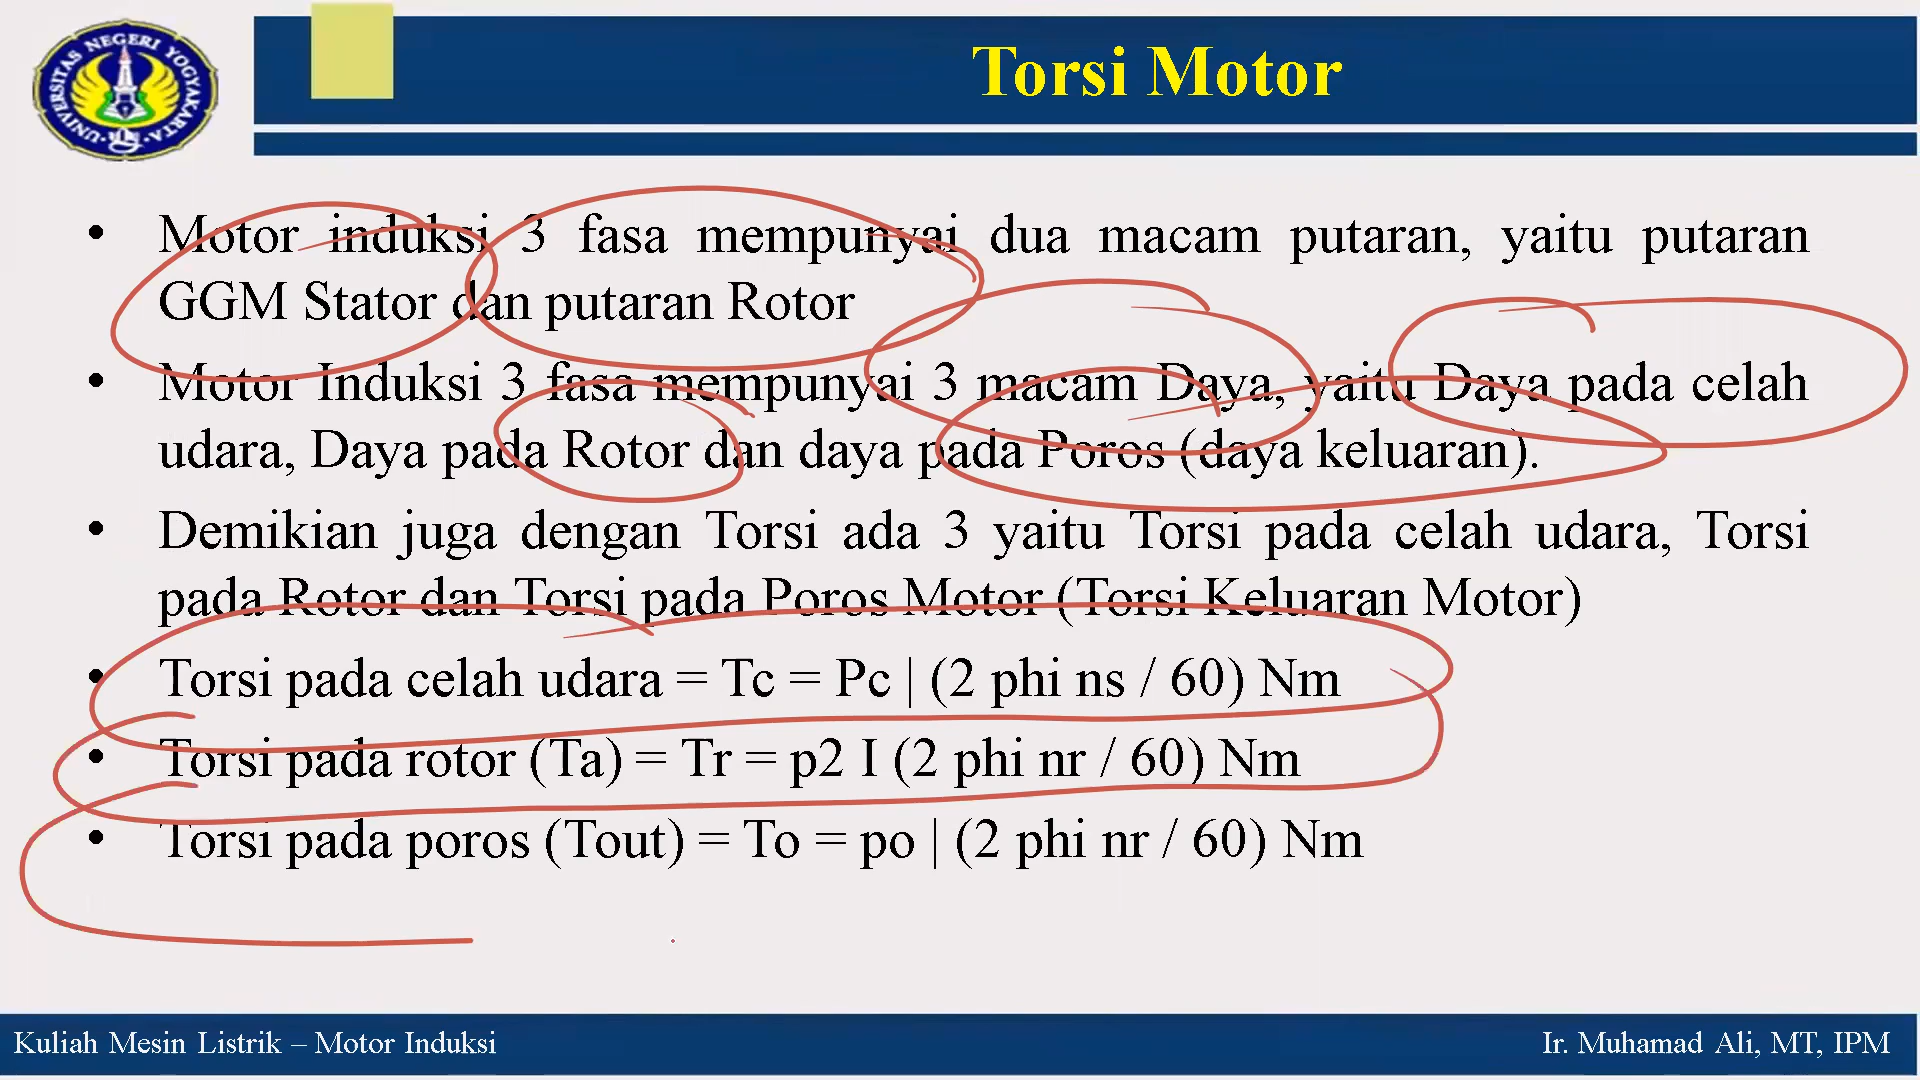 UNIVERSITAS NEGERI YOGYAKARTA
Torsi Motor
• Motor induksi 3 fasa mempunyai dua macam putaran, yaitu putaran
GGM Stator dan putaran Rotor
• Motor Induksi 3 fasa mempunyai 3 macam Daya, yaitu Daya pada celah
udara, Daya pada Rotor dan daya pada Poros (daya keluaran).
• Demikian juga dengan Torsi ada 3 yaitu Torsi pada celah udara, Torsi
pada Rotor dan Torsi pada Poros Motor (Torsi Keluaran Motor)
• Torsi pada celah udara = Tc = Pc | (2 phi ns / 60) Nm
• Torsi pada rotor (Ta) = Tr = p2 I (2 phi nr / 60) Nm
• Torsi pada poros (Tout) = To = po | (2 phi nr / 60) Nm
Kuliah Mesin Listrik – Motor Induksi
Ir. Muhamad Ali, MT, IPM